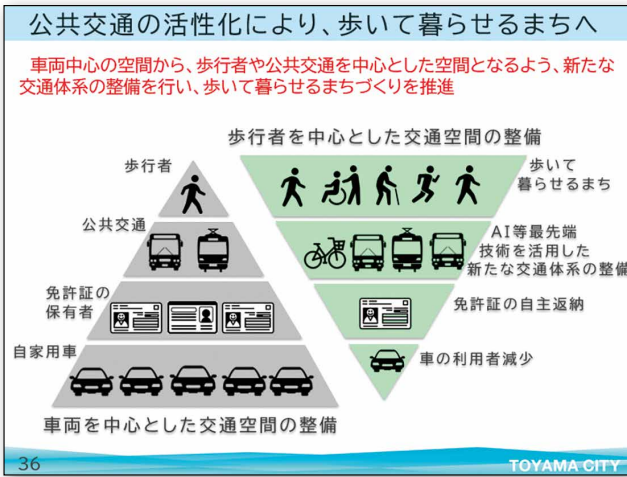 公共交通の活性化により、歩いて暮らせるまちへ
車両中心の空間から、歩行者や公共交通を中心とした空間となるよう、新たな
交通体系の整備を行い、歩いて暮らせるまちづくりを推進
歩行者を中心とした交通空間の整備
歩行者
公共交通
免許証の
保有者
自家用車
車両を中心とした交通空間の整備
歩いて
暮らせるまち
AI等最先端
技術を活用した
新たな交通体系の整備
免許証の自主返納
車の利用者減少
36
TOYAMA CITY